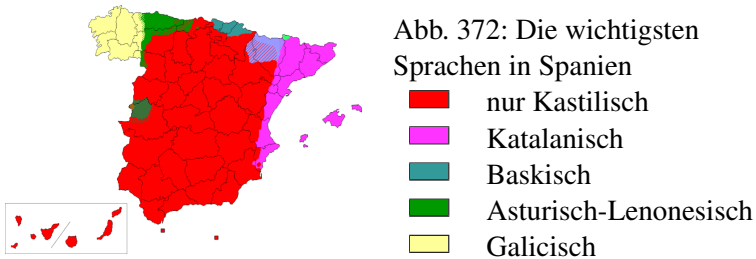 Abb. 372: Die wichtigsten
Sprachen in Spanien
nur Kastilisch
Katalanisch
Baskisch
Asturisch-Lenonesisch
Galicisch